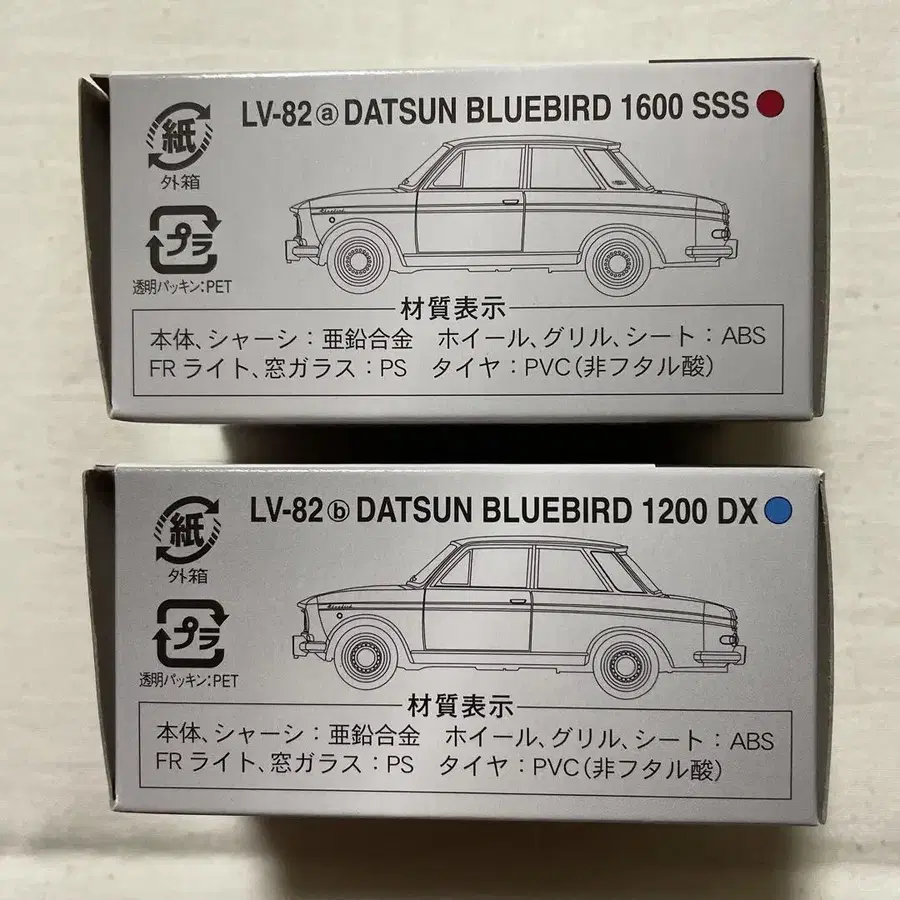 LV-82ⓐDATSUN BLUEBIRD 1600 SSS
紙
外箱
プラ
透明パッキン:PET
材質表示
本体、シャーシ:亜鉛合金 ホイール、グリル、シート:ABS
FRライト、窓ガラス:PS タイヤ:PVC(非フタル酸)
LV-82ⓑDATSUN BLUEBIRD 1200 DX
紙
外箱
プラ
透明パッキン:PET
材質表示
本体、シャーシ:亜鉛合金 ホイール、グリル、シート:ABS
FRライト、窓ガラス:PS タイヤ:PVC(非フタル酸)